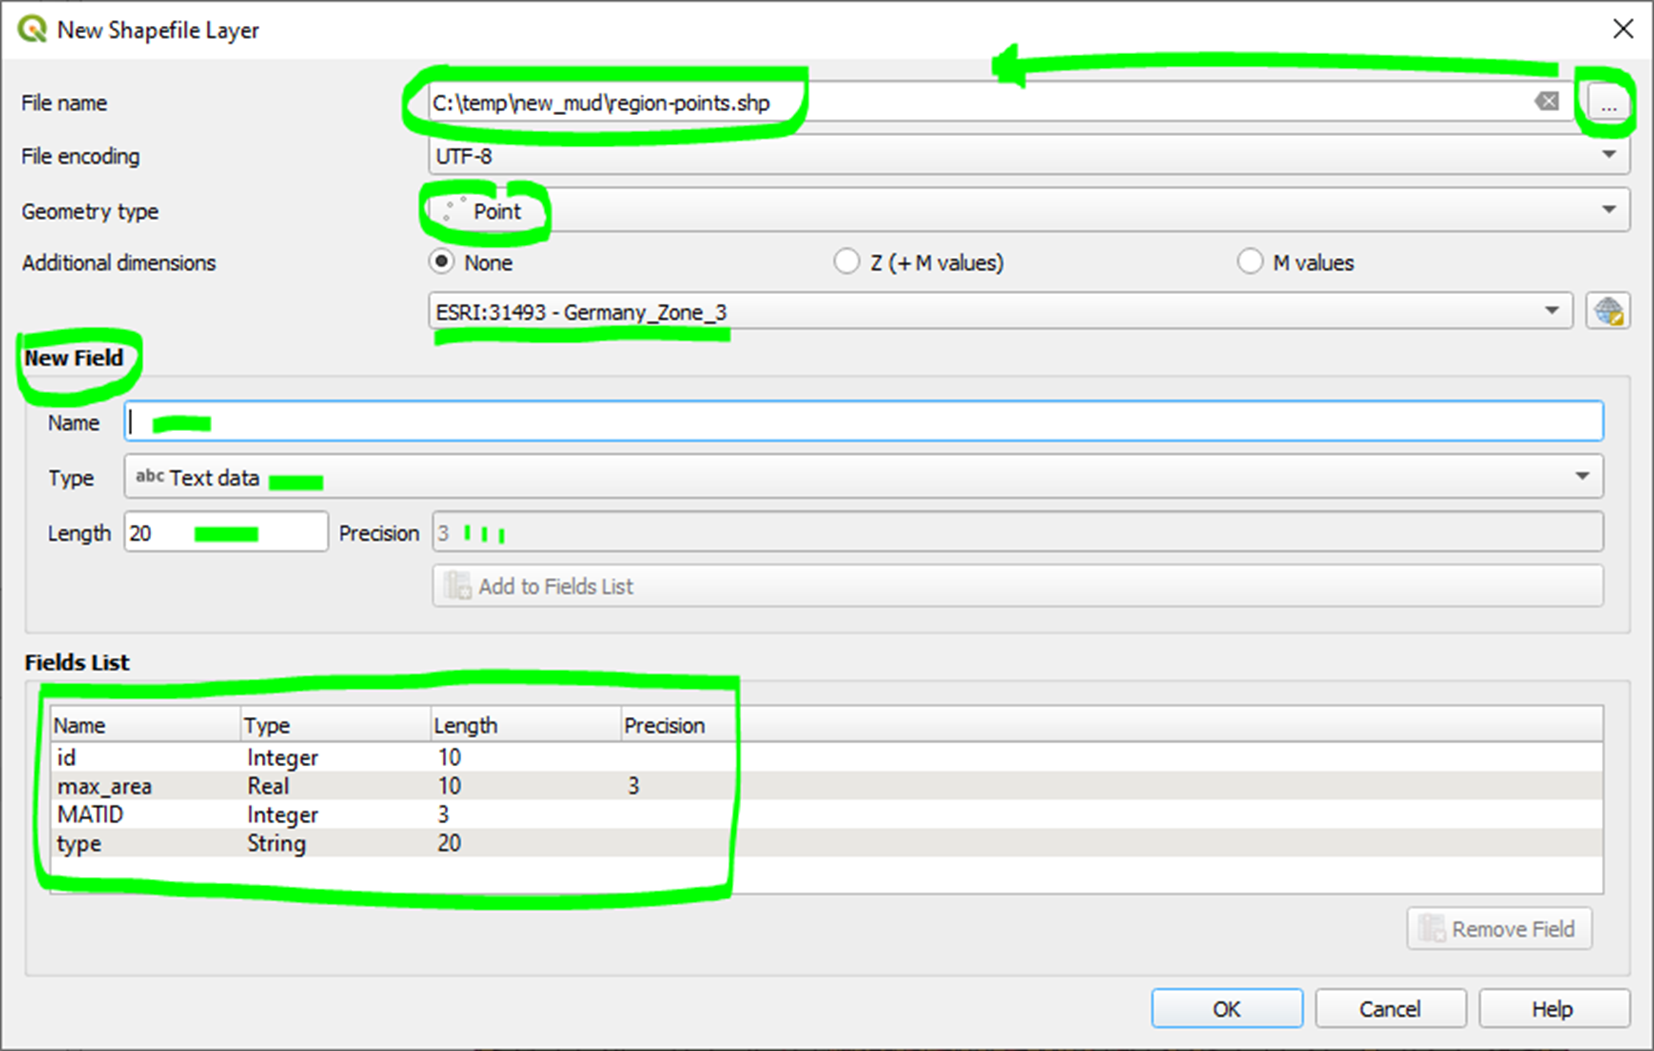 New Shapefile Layer
File name C:\temp\new_mud\region-points.shp ...
File encoding UTF-8
Geometry type Point
Additional dimensions None Z (+ M values) M values
ESRI:31493 - Germany_Zone_3
New Field
Name
Type abc Text data
Length 20 Precision 3
Add to Fields List
Fields List
Name Type Length Precision
id Integer 10
max_area Real 10 3
MATID Integer 3
type String 20
Remove Field
OK Cancel Help